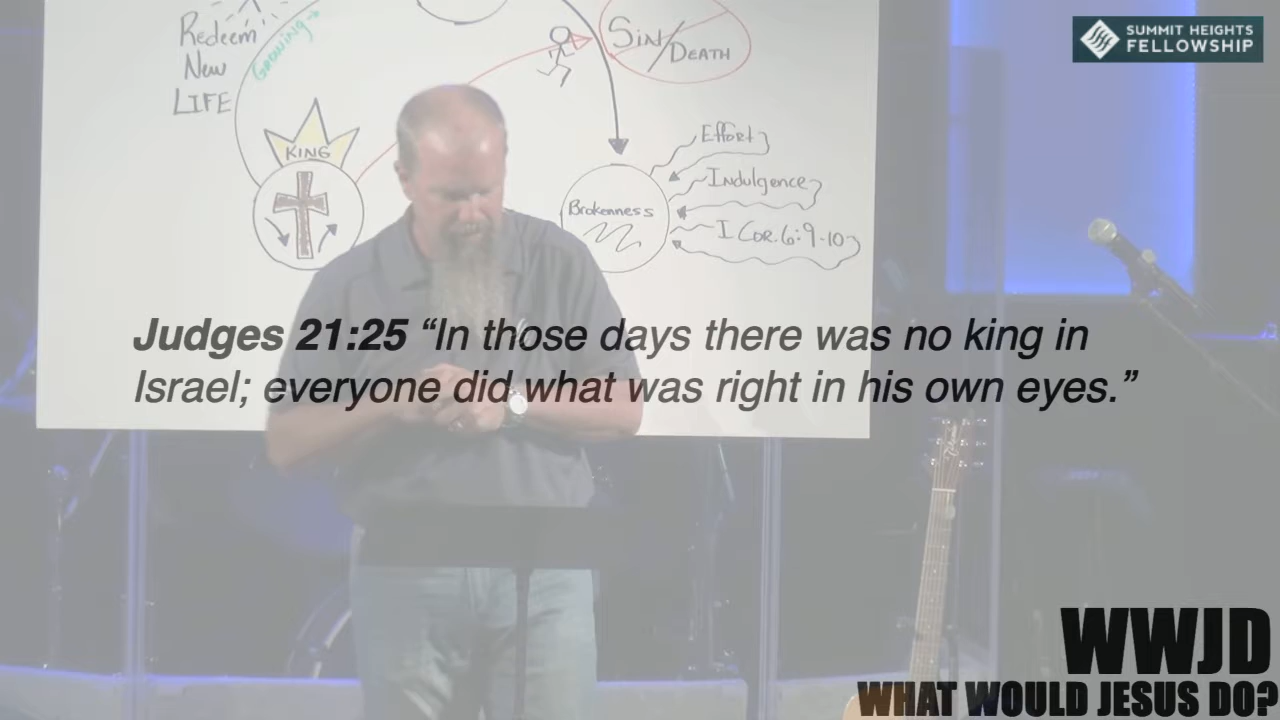 Redeem
New
LIFE
GROWING
SIN/DEATH
KING
Effort
Indulgence
Brokenness
I COR. 6:9-10
SUMMIT HEIGHTS
FELLOWSHIP
Judges 21:25 “In those days there was no king in
Israel; everyone did what was right in his own eyes.”
WWJD
WHAT WOULD JESUS DO?